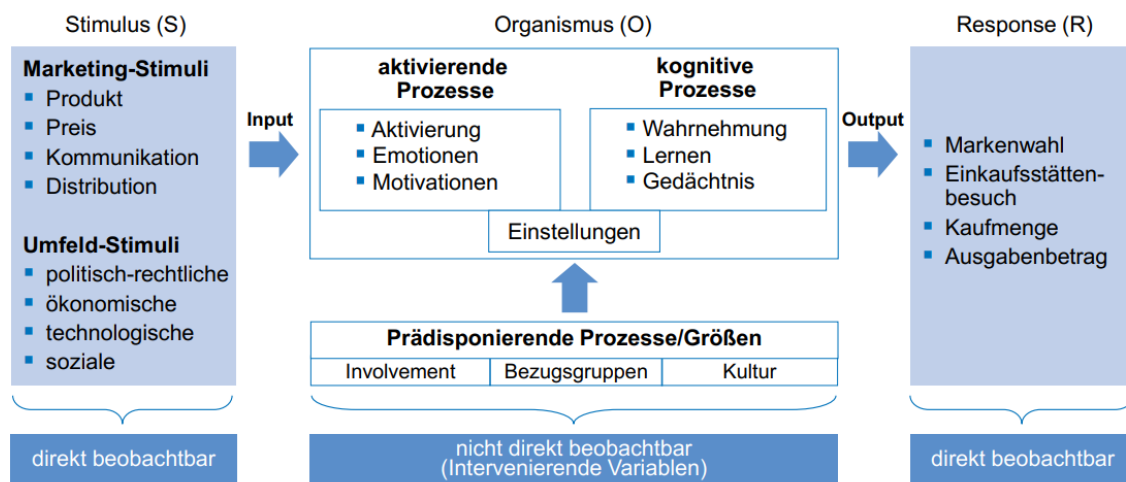 Stimulus (S)
Marketing-Stimuli
Produkt
Preis
Kommunikation
Distribution
Umfeld-Stimuli
politisch-rechtliche
ökonomische
technologische
soziale
direkt beobachtbar
Input
Organismus (O)
aktivierende
Prozesse
Aktivierung
Emotionen
Motivationen
kognitive
Prozesse
Wahrnehmung
Lernen
Gedächtnis
Einstellungen
Prädisponierende Prozesse/Größen
Involvement
Bezugsgruppen
Kultur
nicht direkt beobachtbar
(Intervenierende Variablen)
Output
Response (R)
Markenwahl
Einkaufsstätten-
besuch
Kaufmenge
Ausgabenbetrag
direkt beobachtbar